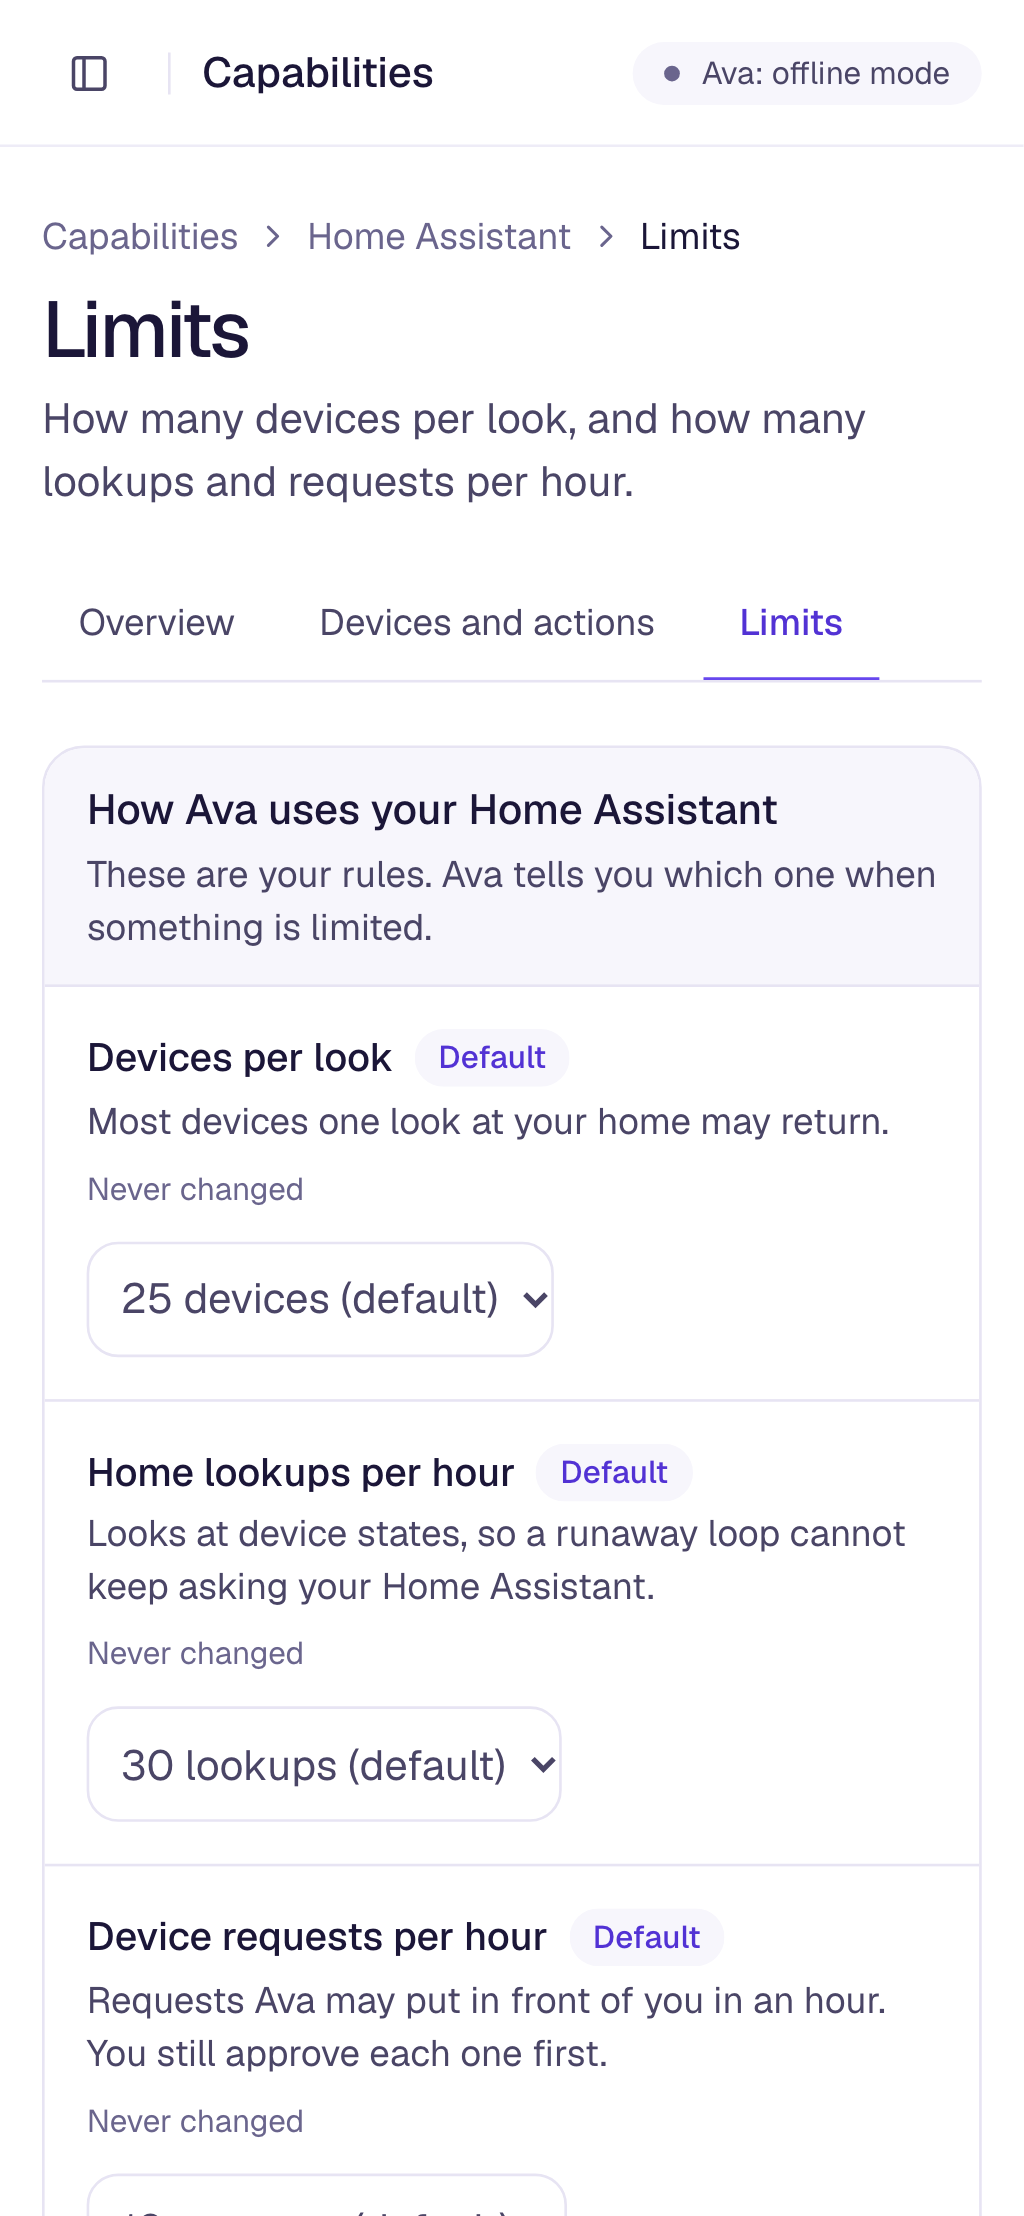 Capabilities
Ava: offline mode
Capabilities > Home Assistant > Limits
Limits
How many devices per look, and how many
lookups and requests per hour.
Overview
Devices and actions
Limits
How Ava uses your Home Assistant
These are your rules. Ava tells you which one when
something is limited.
Devices per look
Default
Most devices one look at your home may return.
Never changed
25 devices (default)
Home lookups per hour
Default
Looks at device states, so a runaway loop cannot
keep asking your Home Assistant.
Never changed
30 lookups (default)
Device requests per hour
Default
Requests Ava may put in front of you in an hour.
You still approve each one first.
Never changed